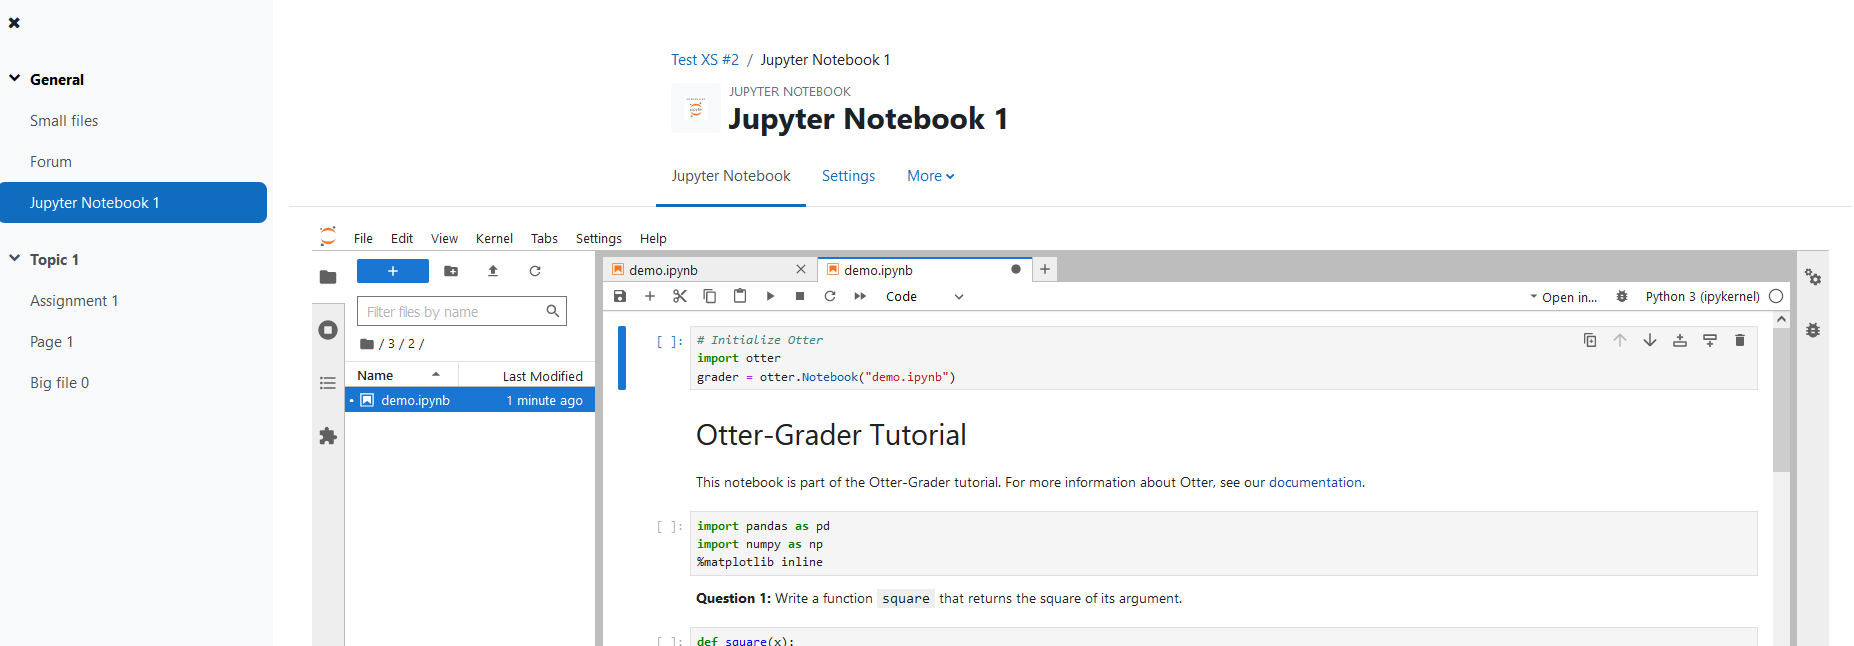 General
Small files
Forum
Jupyter Notebook 1
Topic 1
Assignment 1
Page 1
Big file 0
Test XS #2 / Jupyter Notebook 1
JUPYTER NOTEBOOK
Jupyter Notebook 1
Jupyter Notebook Settings More
File Edit View Kernel Tabs Settings Help
Filter files by name
/ 3 / 2 /
Name Last Modified
demo.ipynb 1 minute ago
demo.ipynb demo.ipynb
Code Open in... Python 3 (ipykernel)
[ ]: # Initialize Otter
import otter
grader = otter.Notebook("demo.ipynb")
Otter-Grader Tutorial
This notebook is part of the Otter-Grader tutorial. For more information about Otter, see our documentation.
[ ]: import pandas as pd
import numpy as np
%matplotlib inline
Question 1: Write a function square that returns the square of its argument.
[ ]: def square(x):